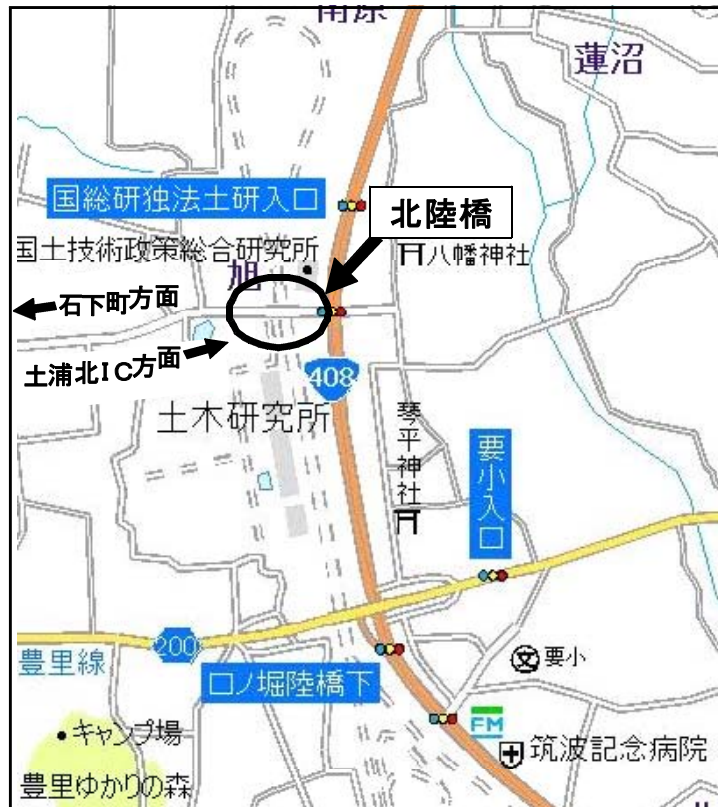 南原
蓮沼
国総研独法土研入口
北陸橋
国土技術政策総合研究所
旭
八幡神社
石下町方面
土浦北IC方面
408
土木研究所
琴平神社
要小入口
200
豊里線
口ノ堀陸橋下
文
要小
FM
キャンプ場
筑波記念病院
豊里ゆかりの森